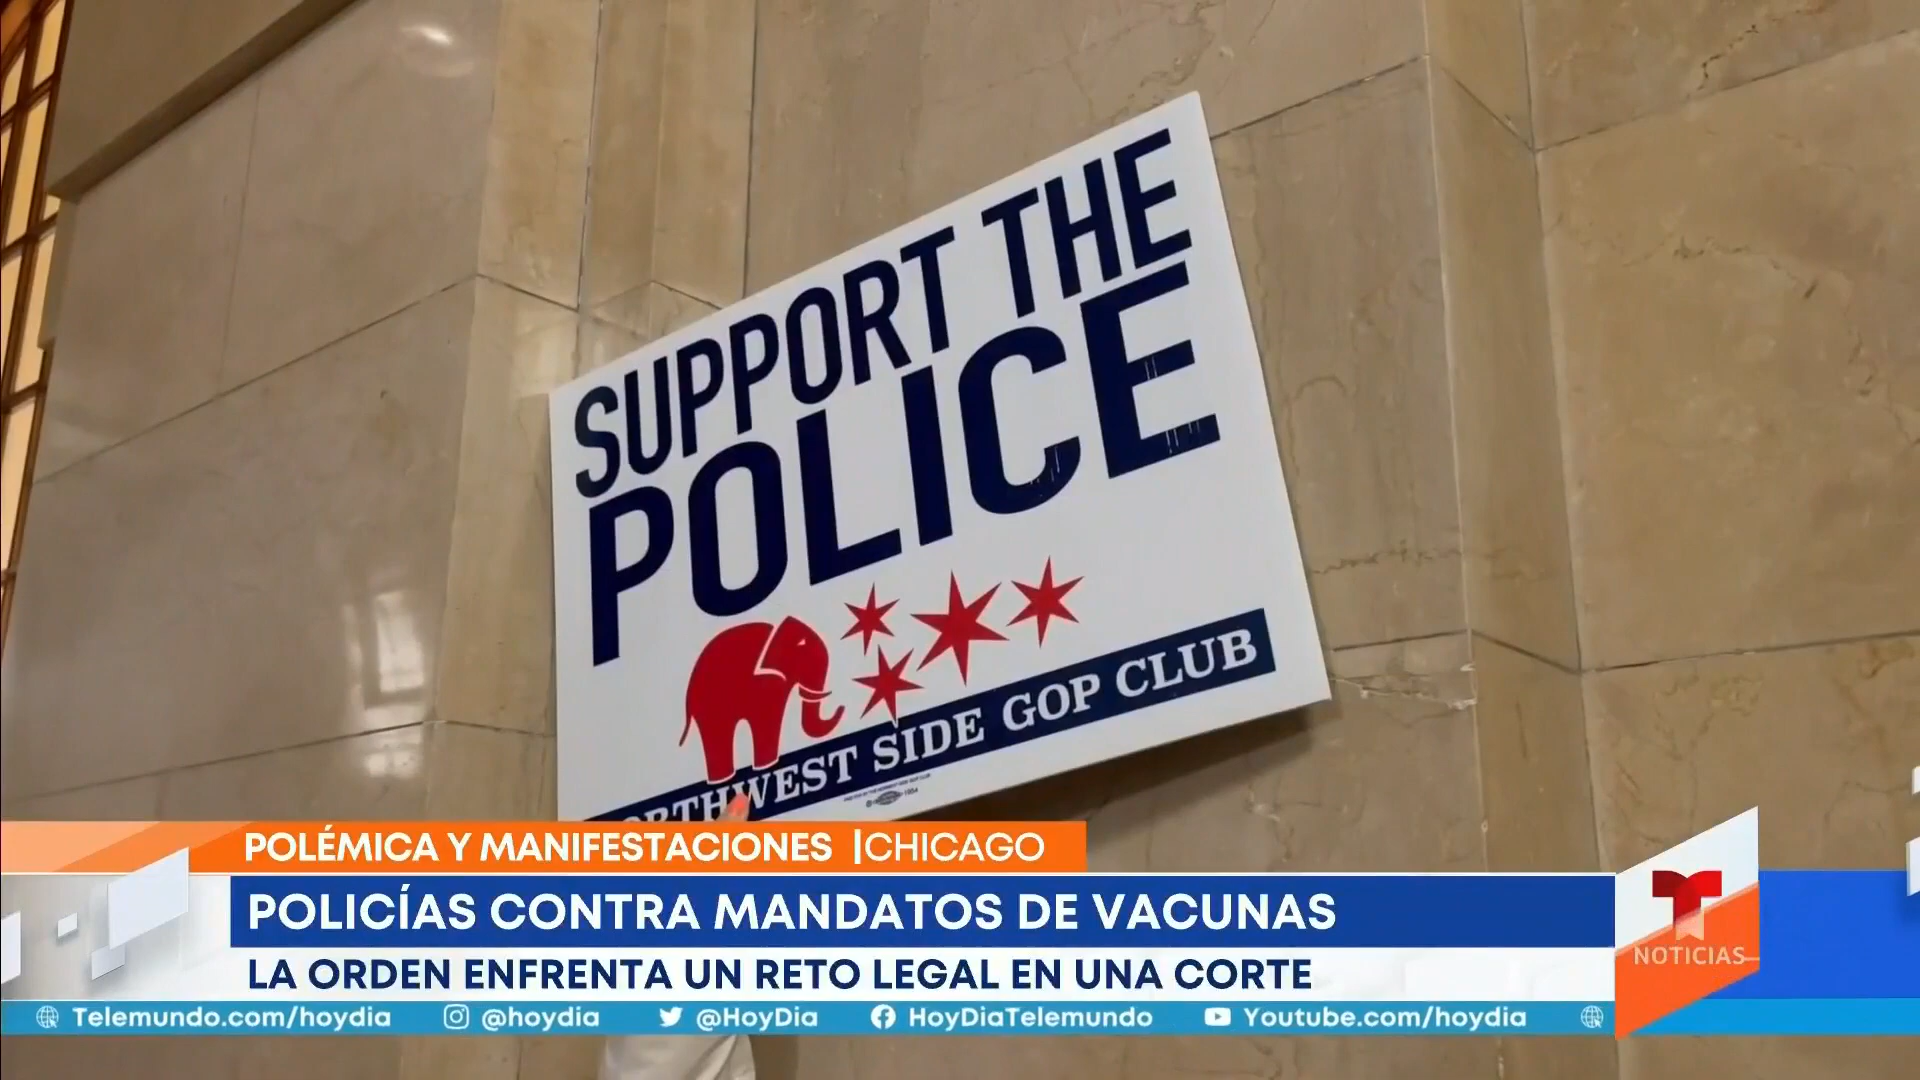 SUPPORT THE
POLICE
NORTHWEST SIDE GOP CLUB
POLÉMICA Y MANIFESTACIONES |CHICAGO
POLICÍAS CONTRA MANDATOS DE VACUNAS
LA ORDEN ENFRENTA UN RETO LEGAL EN UNA CORTE
NOTICIAS
Telemundo.com/hoydia @hoydia @HoyDia HoyDiaTelemundo Youtube.com/hoydia